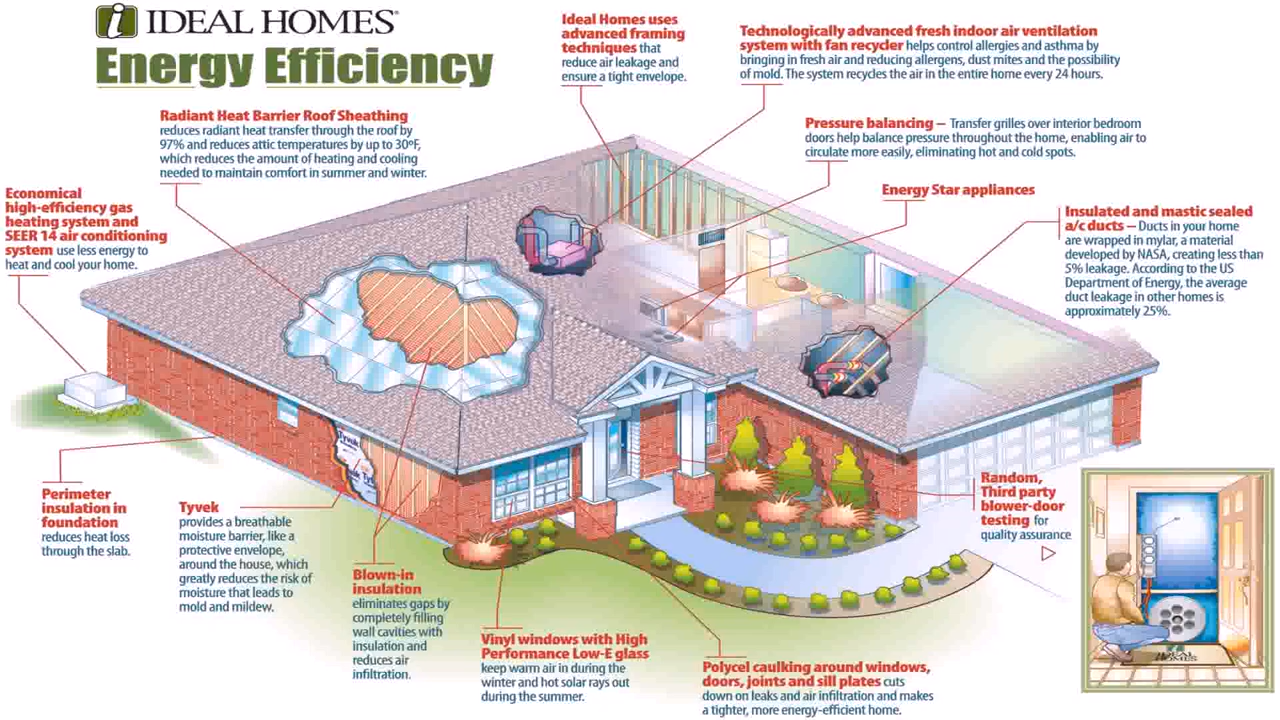 i IDEAL HOMES®
Energy Efficiency
Ideal Homes uses
advanced framing
techniques that
reduce air leakage and
ensure a tight envelope.
Technologically advanced fresh indoor air ventilation
system with fan recycler helps control allergies and asthma by
bringing in fresh air and reducing allergens, dust mites and the possibility
of mold. The system recycles the air in the entire home every 24 hours.
Radiant Heat Barrier Roof Sheathing
reduces radiant heat transfer through the roof by
97% and reduces attic temperatures by up to 30ºF,
which reduces the amount of heating and cooling
needed to maintain comfort in summer and winter.
Pressure balancing — Transfer grilles over interior bedroom
doors help balance pressure throughout the home, enabling air to
circulate more easily, eliminating hot and cold spots.
Energy Star appliances
Economical
high-efficiency gas
heating system and
SEER 14 air conditioning
system use less energy to
heat and cool your home.
Insulated and mastic sealed
a/c ducts — Ducts in your home
are wrapped in mylar, a material
developed by NASA, creating less than
5% leakage. According to the US
Department of Energy, the average
duct leakage in other homes is
approximately 25%.
Tyvek
Perimeter
insulation in
foundation
reduces heat loss
through the slab.
Tyvek
provides a breathable
moisture barrier, like a
protective envelope,
around the house, which
greatly reduces the risk of
moisture that leads to
mold and mildew.
Blown-in
insulation
eliminates gaps by
completely filling
wall cavities with
insulation and
reduces air
infiltration.
Vinyl windows with High
Performance Low-E glass
keep warm air in during the
winter and hot solar rays out
during the summer.
Polycel caulking around windows,
doors, joints and sill plates cuts
down on leaks and air infiltration and makes
a tighter, more energy-efficient home.
Random,
Third party
blower-door
testing for
quality assurance
IDEAL
HOMES